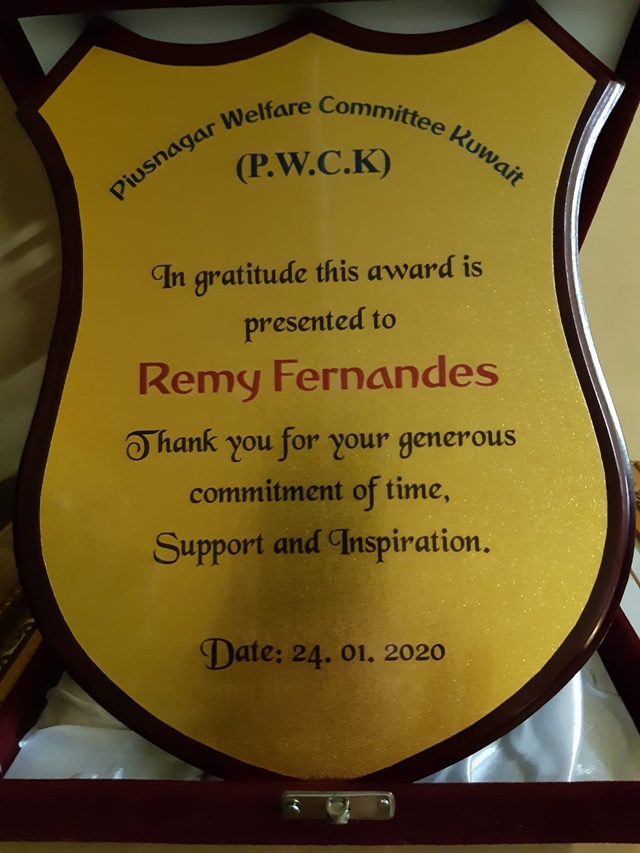 Piusnagar Welfare Committee Kuwait
(P.W.C.K)
In gratitude this award is
presented to
Remy Fernandes
Thank you for your generous
commitment of time,
Support and Inspiration.
Date: 24. 01. 2020